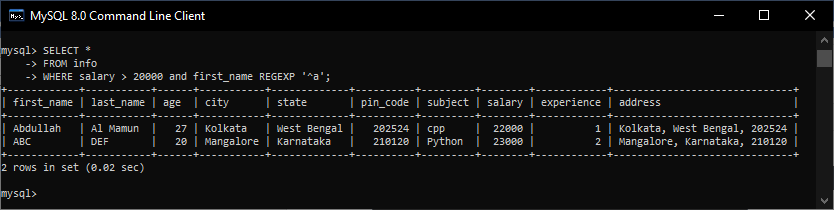 MySQL 8.0 Command Line Client
mysql> SELECT *
    -> FROM info
    -> WHERE salary > 20000 and first_name REGEXP '^a';
+------------+-----------+------+-----------+-------------+----------+---------+--------+------------+------------------------------+
| first_name | last_name | age  | city      | state       | pin_code | subject | salary | experience | address                      |
+------------+-----------+------+-----------+-------------+----------+---------+--------+------------+------------------------------+
| Abdullah   | Al Mamun  |   27 | Kolkata   | West Bengal |   202524 | cpp     |  22000 |          1 | Kolkata, West Bengal, 202524 |
| ABC        | DEF       |   20 | Mangalore | Karnataka   |   210120 | Python  |  23000 |          2 | Mangalore, Karnataka, 210120 |
+------------+-----------+------+-----------+-------------+----------+---------+--------+------------+------------------------------+
2 rows in set (0.02 sec)
mysql>